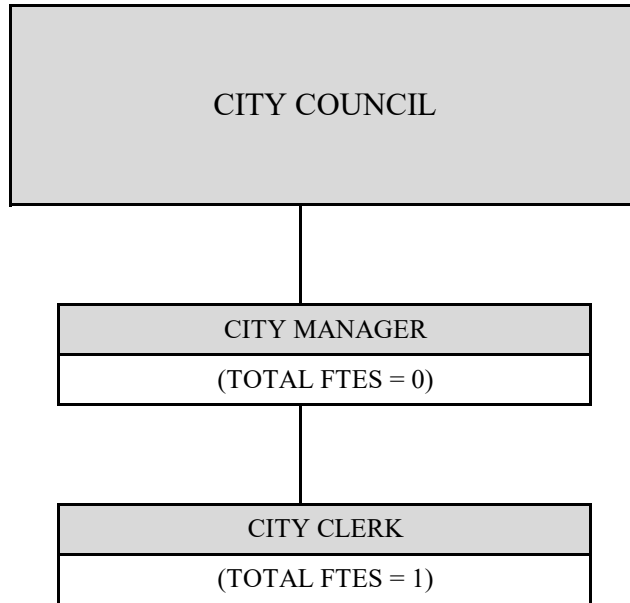 CITY COUNCIL
CITY MANAGER
(TOTAL FTES = 0)
CITY CLERK
(TOTAL FTES = 1)